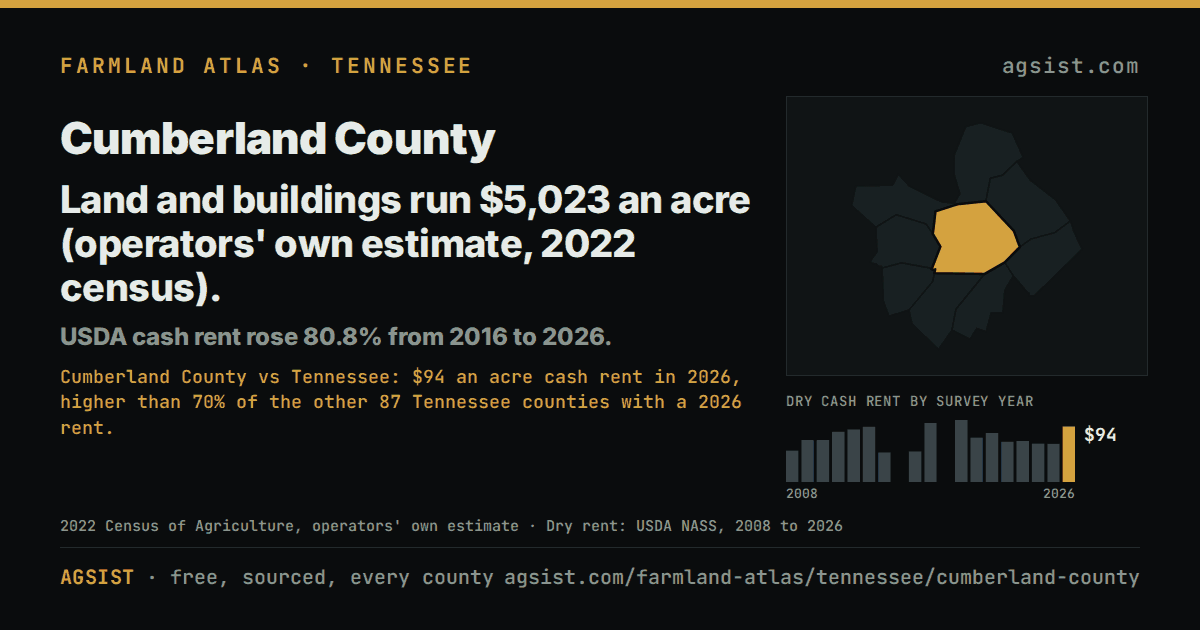 FARMLAND ATLAS · TENNESSEE
agsist.com
Cumberland County
Land and buildings run $5,023 an acre
(operators' own estimate, 2022
census).
USDA cash rent rose 80.8% from 2016 to 2026.
Cumberland County vs Tennessee: $94 an acre cash rent in 2026,
higher than 70% of the other 87 Tennessee counties with a 2026
rent.
DRY CASH RENT BY SURVEY YEAR
$94
2008
2026
2022 Census of Agriculture, operators' own estimate · Dry rent: USDA NASS, 2008 to 2026
AGSIST · free, sourced, every county
agsist.com/farmland-atlas/tennessee/cumberland-county